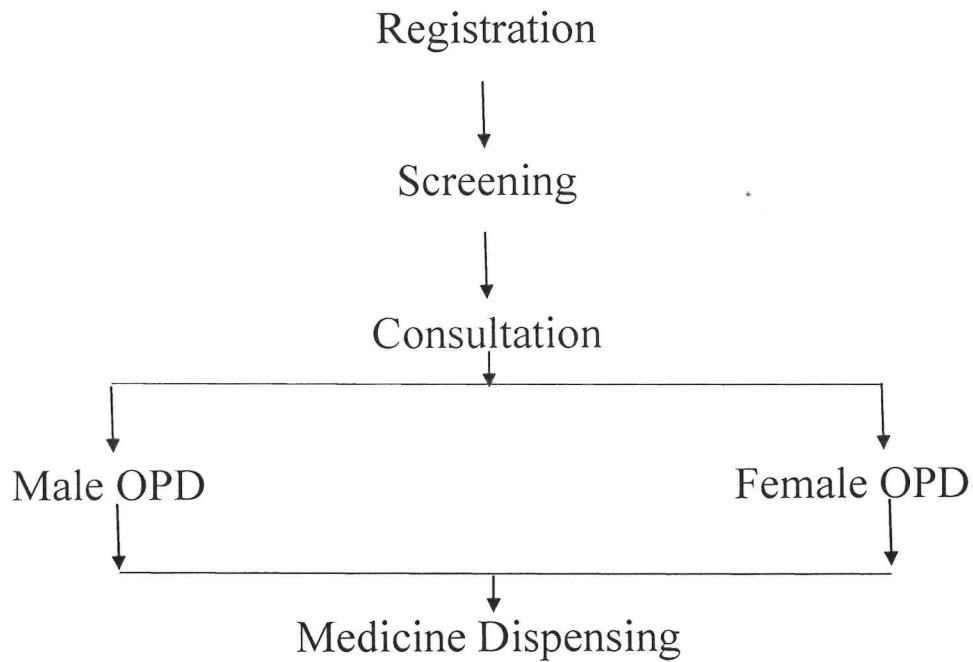 Registration
Screening
Consultation
Male OPD
Female OPD
Medicine Dispensing